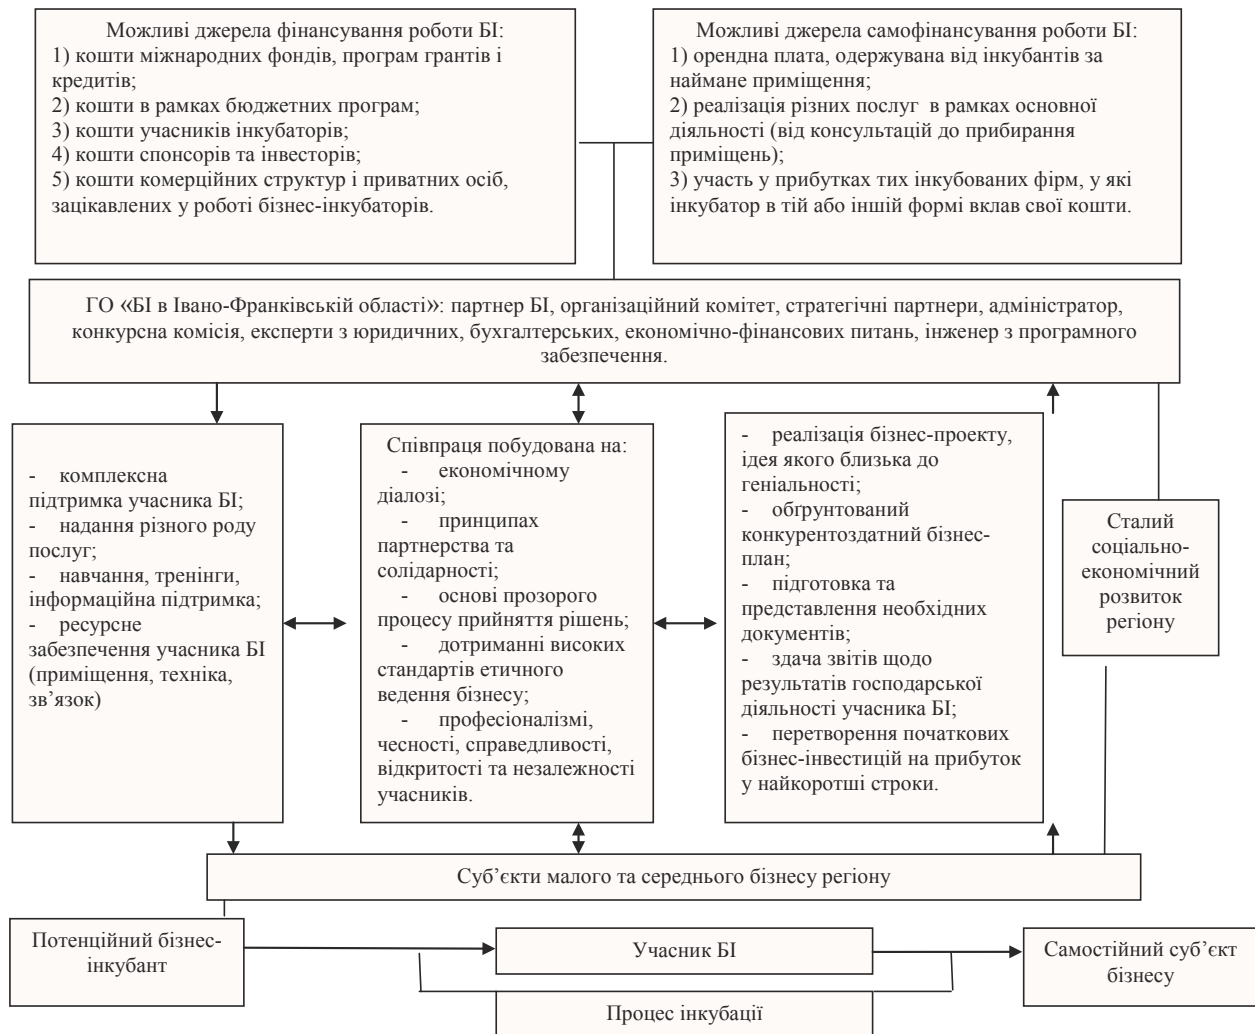 Можливі джерела фінансування роботи БІ:
1) кошти міжнародних фондів, програм грантів і
кредитів;
2) кошти в рамках бюджетних програм;
3) кошти учасників інкубаторів;
4) кошти спонсорів та інвесторів;
5) кошти комерційних структур і приватних осіб,
зацікавлених у роботі бізнес-інкубаторів.
Можливі джерела самофінансування роботи БІ:
1) орендна плата, одержувана від інкубантів за
наймане приміщення;
2) реалізація різних послуг в рамках основної
діяльності (від консультацій до прибирання
приміщень);
3) участь у прибутках тих інкубованих фірм, у які
інкубатор в тій або іншій формі вклав свої кошти.
ГО «БІ в Івано-Франківській області»: партнер БІ, організаційний комітет, стратегічні партнери, адміністратор,
конкурсна комісія, експерти з юридичних, бухгалтерських, економічно-фінансових питань, інженер з програмного
забезпечення.
- комплексна
підтримка учасника БІ;
- надання різного роду
послуг;
- навчання, тренінги,
інформаційна підтримка;
- ресурсне
забезпечення учасника БІ
(приміщення, техніка,
зв’язок)
Співпраця побудована на:
- економічному
діалозі;
- принципах
партнерства та
солідарності;
- основі прозорого
процесу прийняття рішень;
- дотриманні високих
стандартів етичного
ведення бізнесу;
- професіоналізмі,
чесності, справедливості,
відкритості та незалежності
учасників.
- реалізація бізнес-проекту,
ідея якого близька до
геніальності;
- обґрунтований
конкурентоздатний бізнес-
план;
- підготовка та
представлення необхідних
документів;
- здача звітів щодо
результатів господарської
діяльності учасника БІ;
- перетворення початкових
бізнес-інвестицій на прибуток
у найкоротші строки.
Сталий
соціально-
економічний
розвиток
регіону
Суб’єкти малого та середнього бізнесу регіону
Потенційний бізнес-
інкубант
Учасник БІ
Самостійний суб’єкт
бізнесу
Процес інкубації